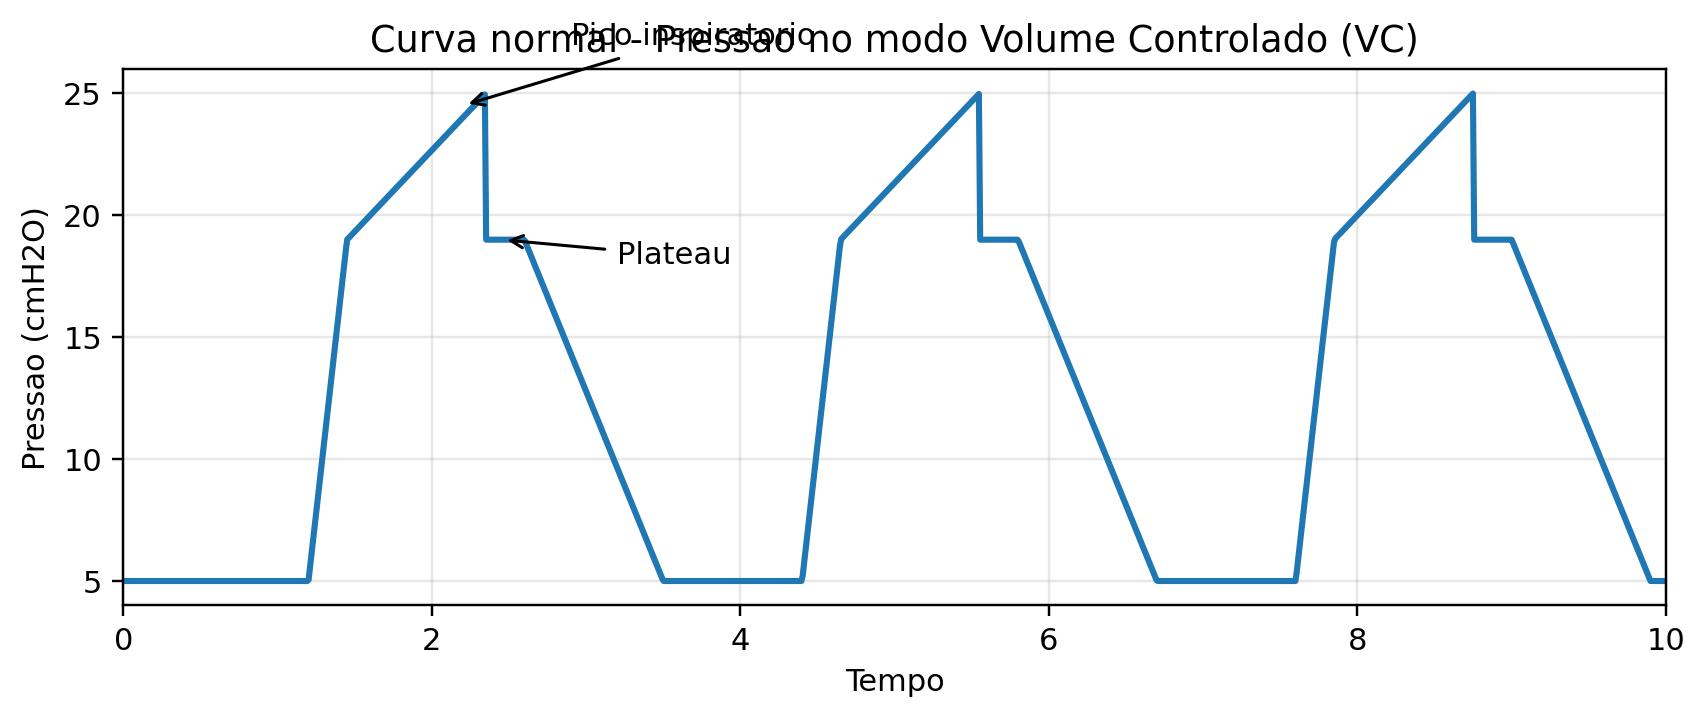 Pico inspiratorio
Curva normal - Pressao no modo Volume Controlado (VC)
25
20
15
10
5
Pressao (cmH2O)
Plateau
0 2 4 6 8 10
Tempo